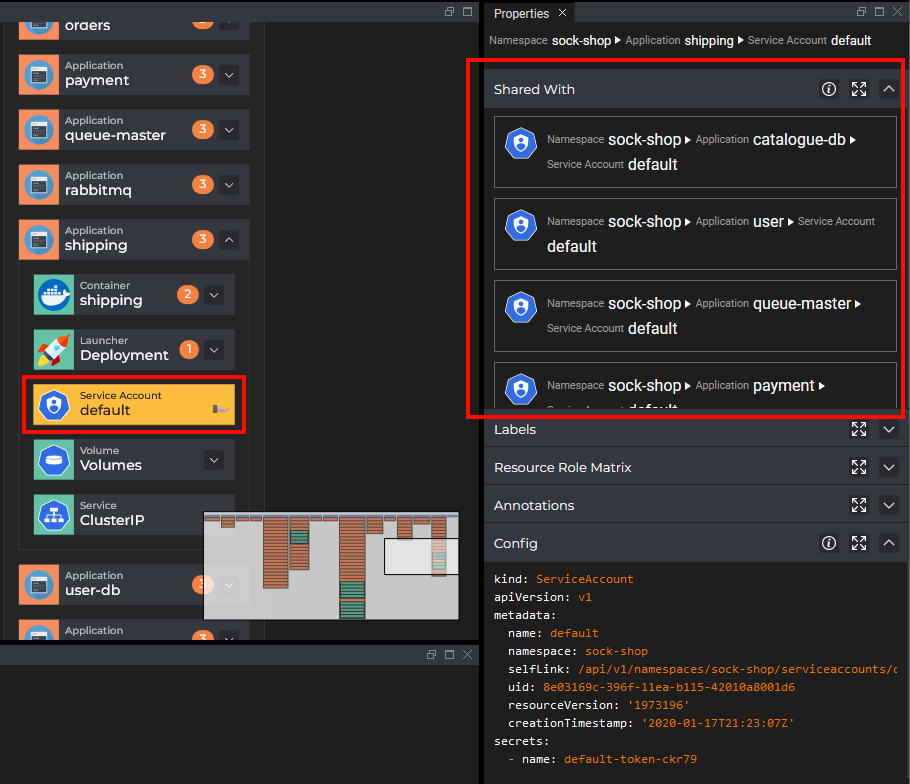 orders
Application
payment
3
Application
queue-master
3
Application
rabbitmq
3
Application
shipping
3
Container
shipping
2
Launcher
Deployment
1
Service Account
default
Volume
Volumes
Service
ClusterIP
Application
user-db
Application
Properties
Namespace sock-shop Application shipping Service Account default
Shared With
Namespace sock-shop Application catalogue-db
Service Account default
Namespace sock-shop Application user Service Account
default
Namespace sock-shop Application queue-master
Service Account default
Namespace sock-shop Application payment
Labels
Resource Role Matrix
Annotations
Config
kind: ServiceAccount
apiVersion: v1
metadata:
name: default
namespace: sock-shop
selfLink: /api/v1/namespaces/sock-shop/serviceaccounts/
uid: 8e03169c-396f-11ea-b115-42010a8001d6
resourceVersion: '1973196'
creationTimestamp: '2020-01-17T21:23:07Z'
secrets:
- name: default-token-ckr79